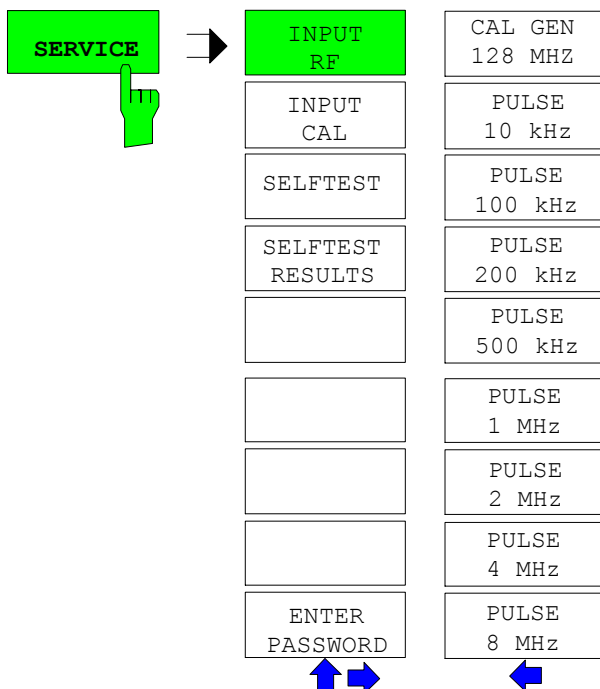 SERVICE
INPUT
RF
INPUT
CAL
SELFTEST
SELFTEST
RESULTS
ENTER
PASSWORD
CAL GEN
128 MHZ
PULSE
10 kHz
PULSE
100 kHz
PULSE
200 kHz
PULSE
500 kHz
PULSE
1 MHz
PULSE
2 MHz
PULSE
4 MHz
PULSE
8 MHz